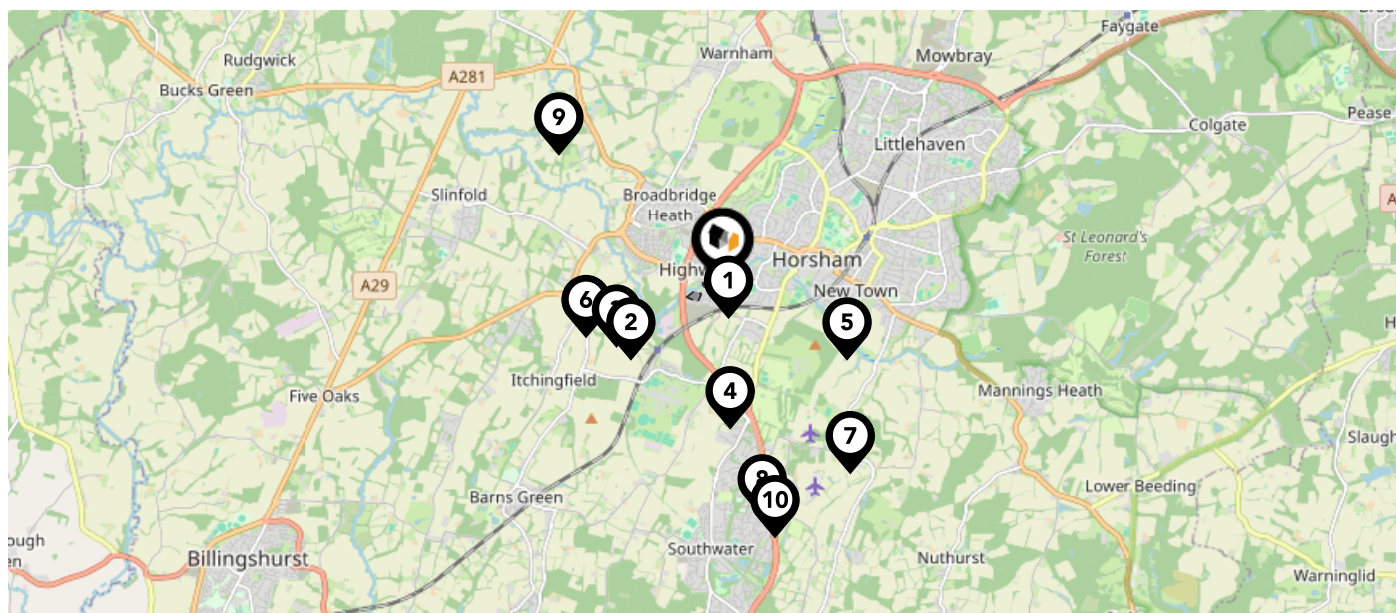 Faygate
Warnham
Mowbray
Rudgwick
A281
Bucks Green
9
Colgate
Pease
Littlehaven
Slinfold
Broadbridge
Heath
A
St Leonard's
Forest
Horsham
1
A29
New Town
6
2
5
H
Itchingfield
4
Mannings Heath
Five Oaks
7
Slaugh
10
Lower Beeding
Barns Green
ough
en
Southwater
Billingshurst
Nuthurst
Warninglid